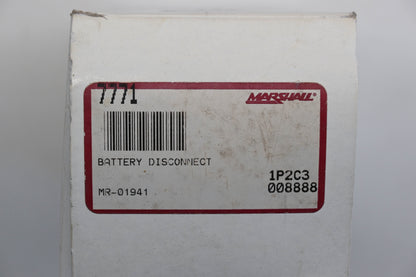 7771
MARSHALL®
BATTERY DISCONNECT
1P2C3
MR-01941
008888